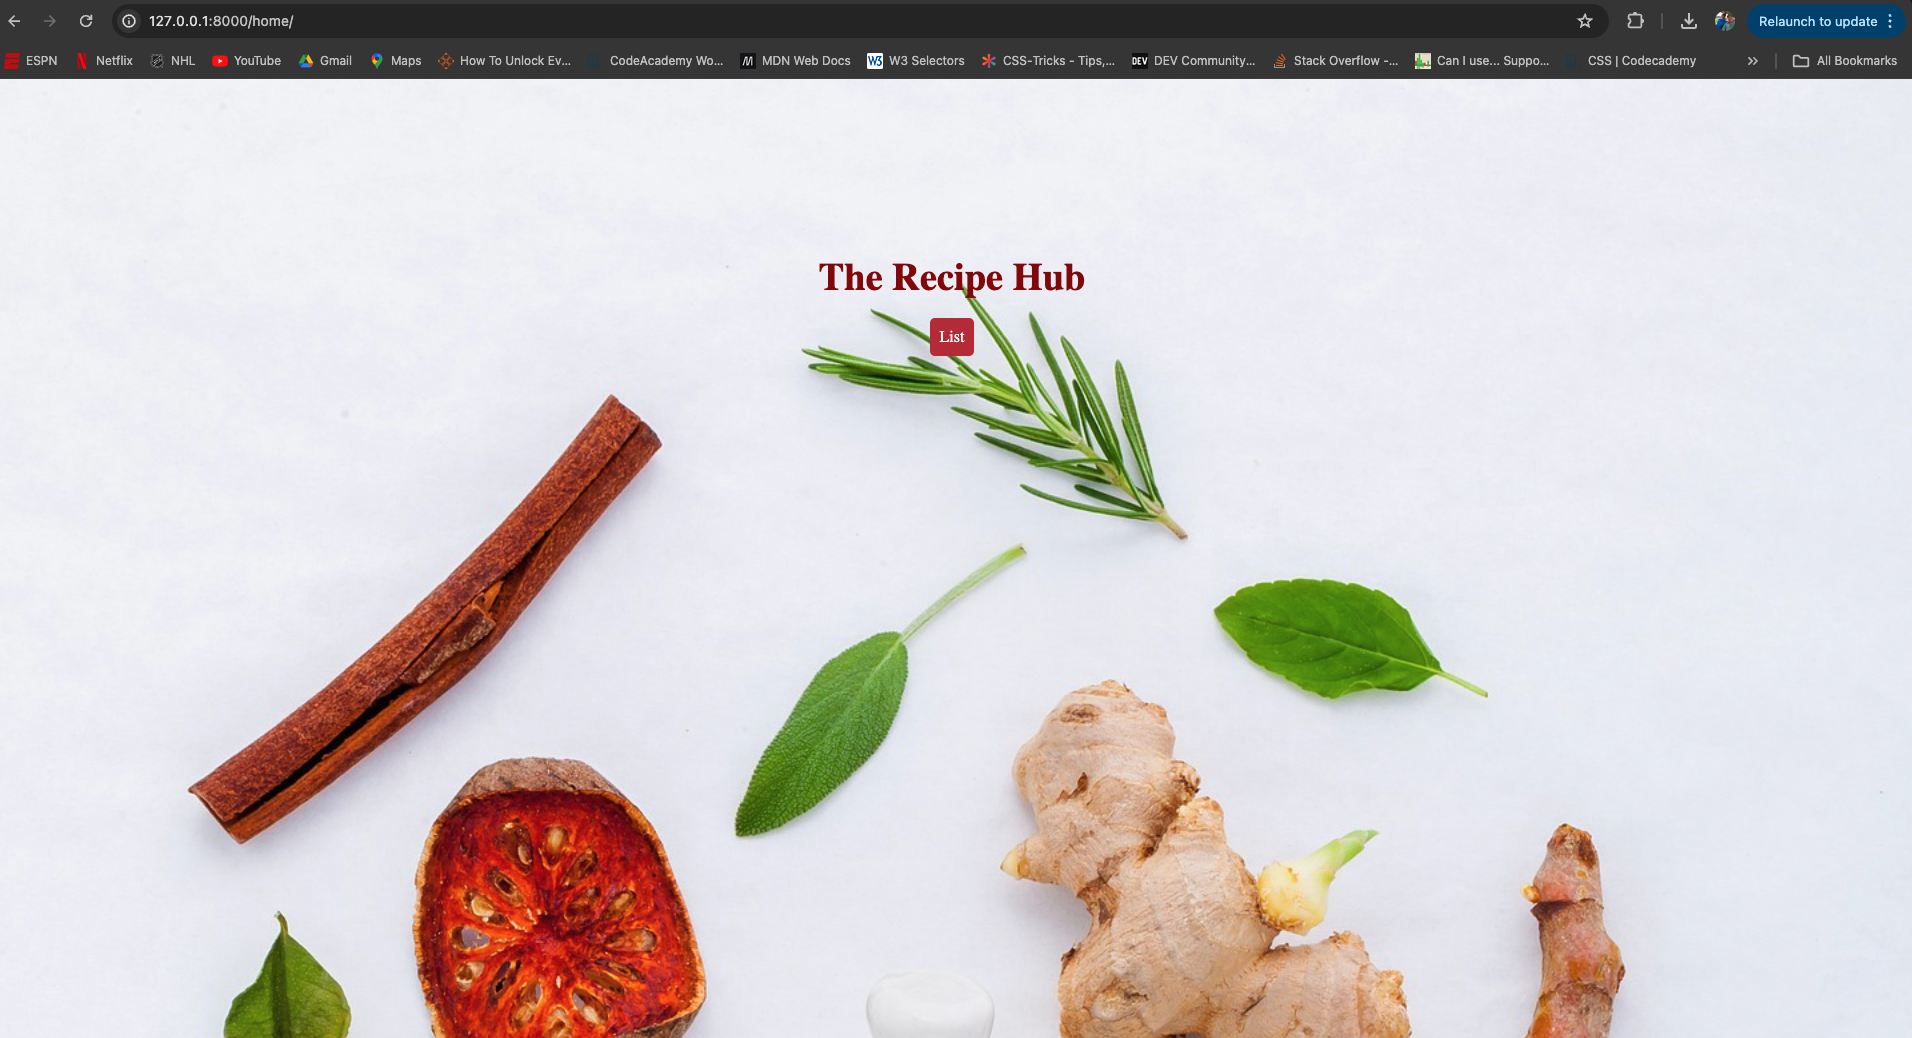 127.0.0.1:8000/home/
Relaunch to update
ESPN Netflix NHL YouTube Gmail Maps How To Unlock Ev... CodeAcademy Wo... MDN Web Docs W3 Selectors CSS-Tricks - Tips,... DEV DEV Community... Stack Overflow -... Can I use... Suppo... CSS | Codecademy » All Bookmarks
The Recipe Hub
List